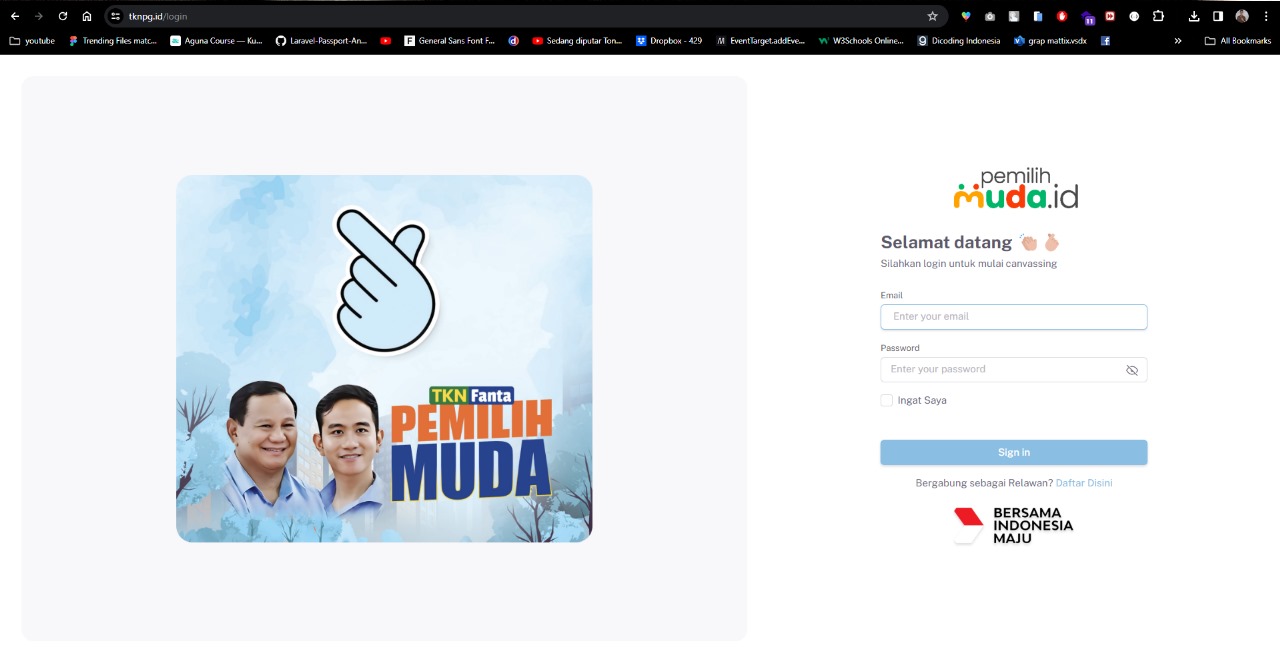 tknpg.id/login
11
youtube
Trending Files matc...
Aguna Course — Ku...
Laravel-Passport-An...
General Sans Font F...
Sedang diputar Ton...
Dropbox - 429
EventTarget.addEve...
W3Schools Online...
Dicoding Indonesia
grap mattix.vsdx
All Bookmarks
TKN Fanta
PEMILIH
MUDA
pemilih
muda.id
Selamat datang
Silahkan login untuk mulai canvassing
Email
Enter your email
Password
Enter your password
Ingat Saya
Sign in
Bergabung sebagai Relawan? Daftar Disini
BERSAMA
INDONESIA
MAJU